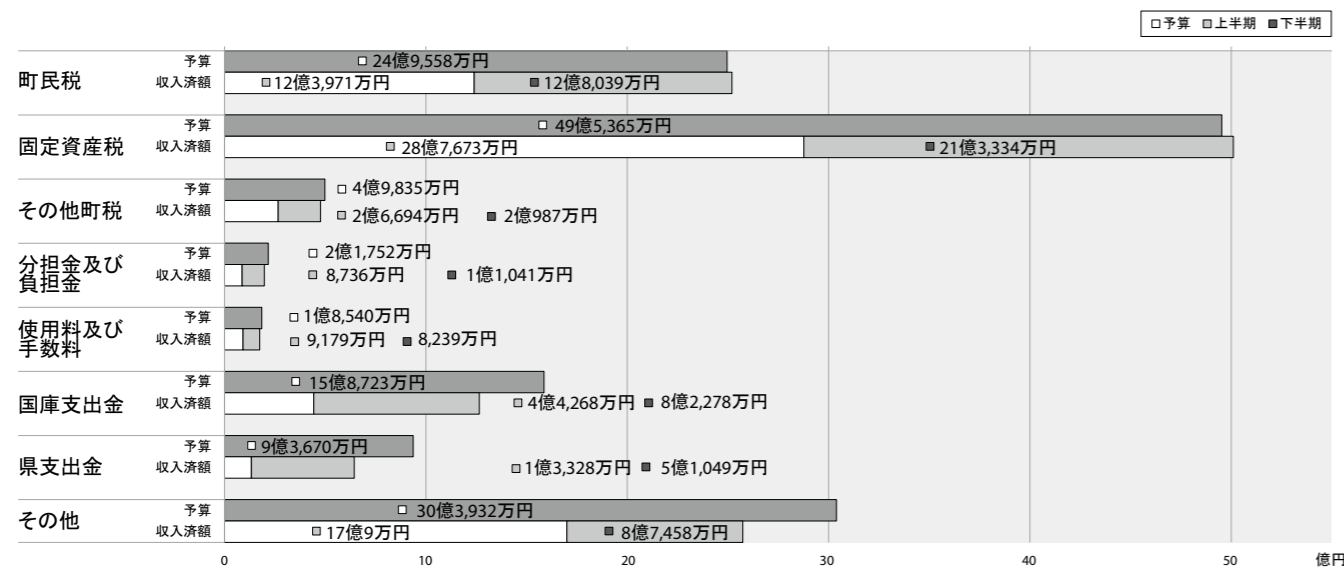 □予算 □上半期 ■下半期
町民税
予算 □ 24億9,558万円
収入済額 □12億3,971万円 ■12億8,039万円
固定資産税
予算 □ 49億5,365万円
収入済額 □ 28億7,673万円 ■21億3,334万円
その他町税
予算 □ 4億9,835万円
収入済額 □ 2億6,694万円 ■ 2億987万円
分担金及び
負担金
予算 □ 2億1,752万円
収入済額 □ 8,736万円 ■ 1億1,041万円
使用料及び
手数料
予算 □1億8,540万円
収入済額 □ 9,179万円 ■ 8,239万円
国庫支出金
予算 □ 15億8,723万円
収入済額 □4億4,268万円 ■ 8億2,278万円
県支出金
予算 □9億3,670万円
収入済額 □1億3,328万円 ■ 5億1,049万円
その他
予算 □ 30億3,932万円
収入済額 □17億9万円 ■8億7,458万円
0 10 20 30 40 50 億円